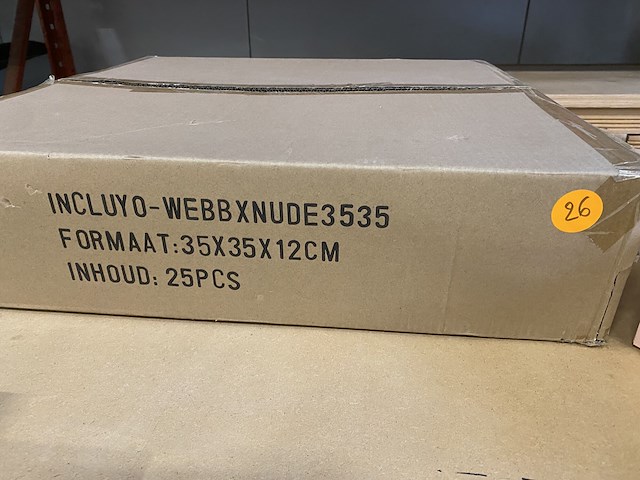 INCLUYO-WEBBXNUDE3535
FORMAAT:35X35X12CM
INHOUD: 25PCS
26